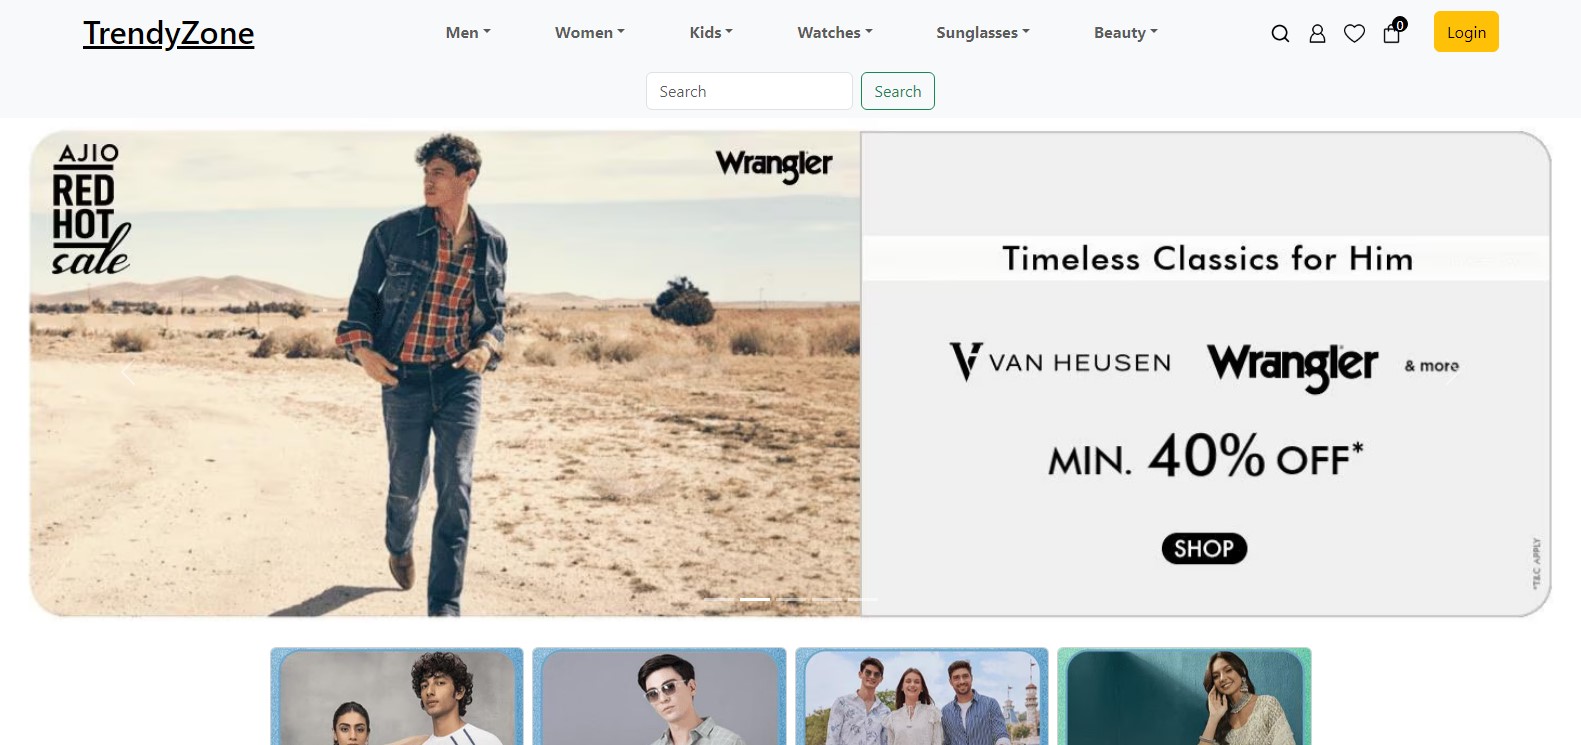 TrendyZone
Men
Women
Kids
Watches
Sunglasses
Beauty
0
Login
Search
Search
AJIO
RED
HOT
sale
Wrangler
Timeless Classics for Him
VAN HEUSEN
Wrangler
& more
MIN. 40% OFF*
SHOP
*T&C APPLY